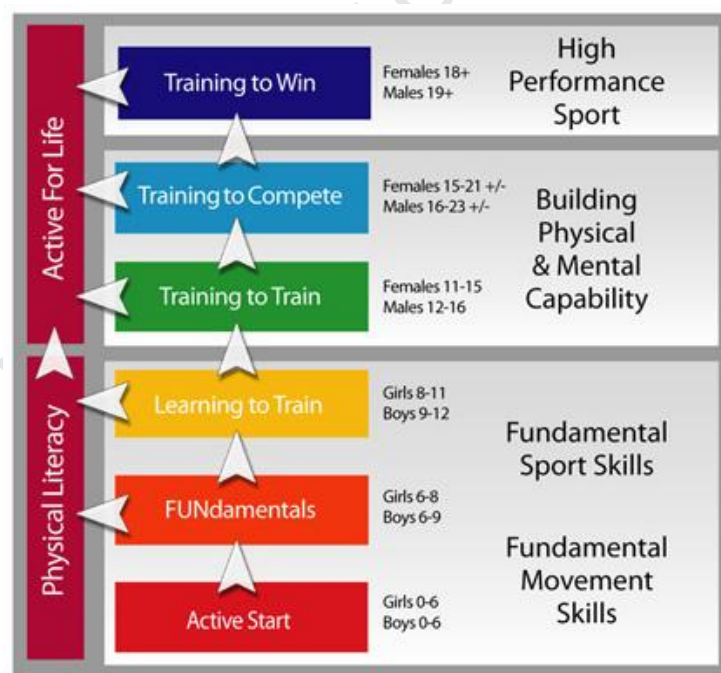 Active For Life
Physical Literacy
Training to Win
Females 18+
Males 19+
High
Performance
Sport
Training to Compete
Females 15-21 +/-
Males 16-23 +/-
Building
Physical
& Mental
Capability
Training to Train
Females 11-15
Males 12-16
Learning to Train
Girls 8-11
Boys 9-12
Fundamental
Sport Skills
FUNdamentals
Girls 6-8
Boys 6-9
Fundamental
Movement
Skills
Active Start
Girls 0-6
Boys 0-6